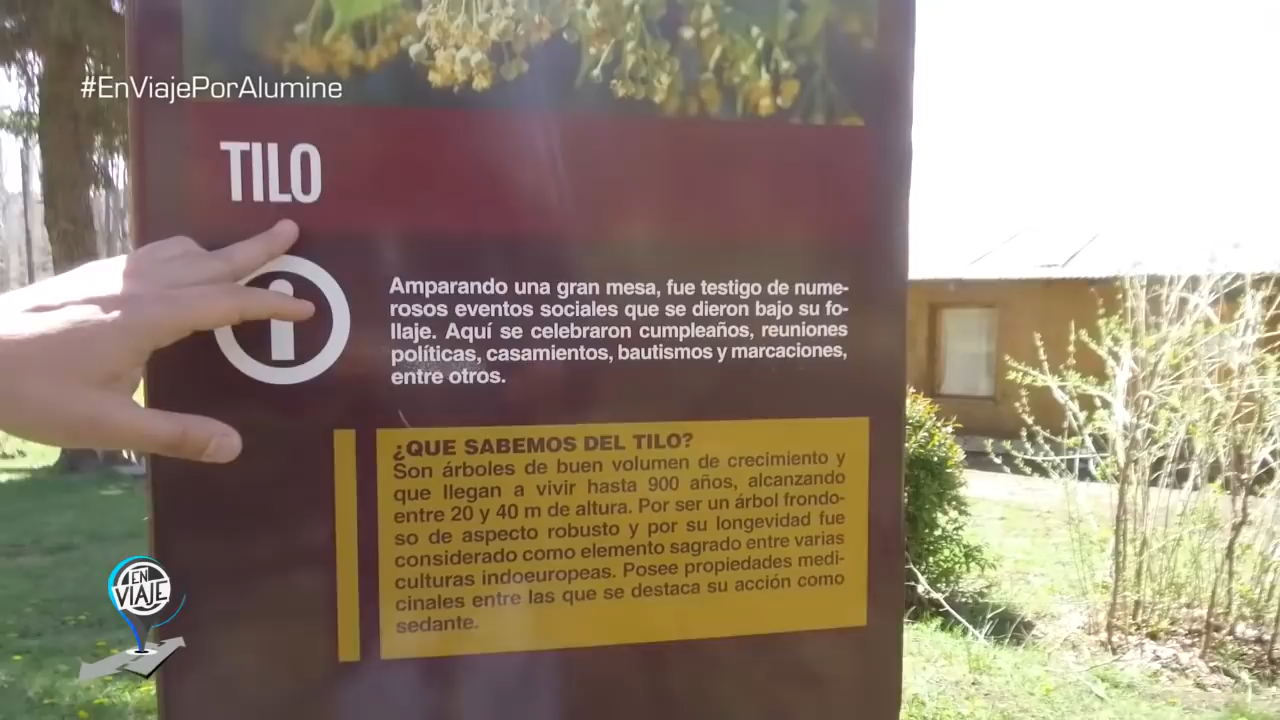 #EnViajePorAlumine
TILO
i
Amparando una gran mesa, fue testigo de nume-
rosos eventos sociales que se dieron bajo su fo-
llaje. Aquí se celebraron cumpleaños, reuniones
políticas, casamientos, bautismos y marcaciones,
entre otros.
¿QUE SABEMOS DEL TILO?
Son árboles de buen volumen de crecimiento y
que llegan a vivir hasta 900 años, alcanzando
entre 20 y 40 m de altura. Por ser un árbol frondo-
so de aspecto robusto y por su longevidad fue
considerado como elemento sagrado entre varias
culturas indoeuropeas. Posee propiedades medi-
cinales entre las que se destaca su acción como
sedante.
EN
VIAJE